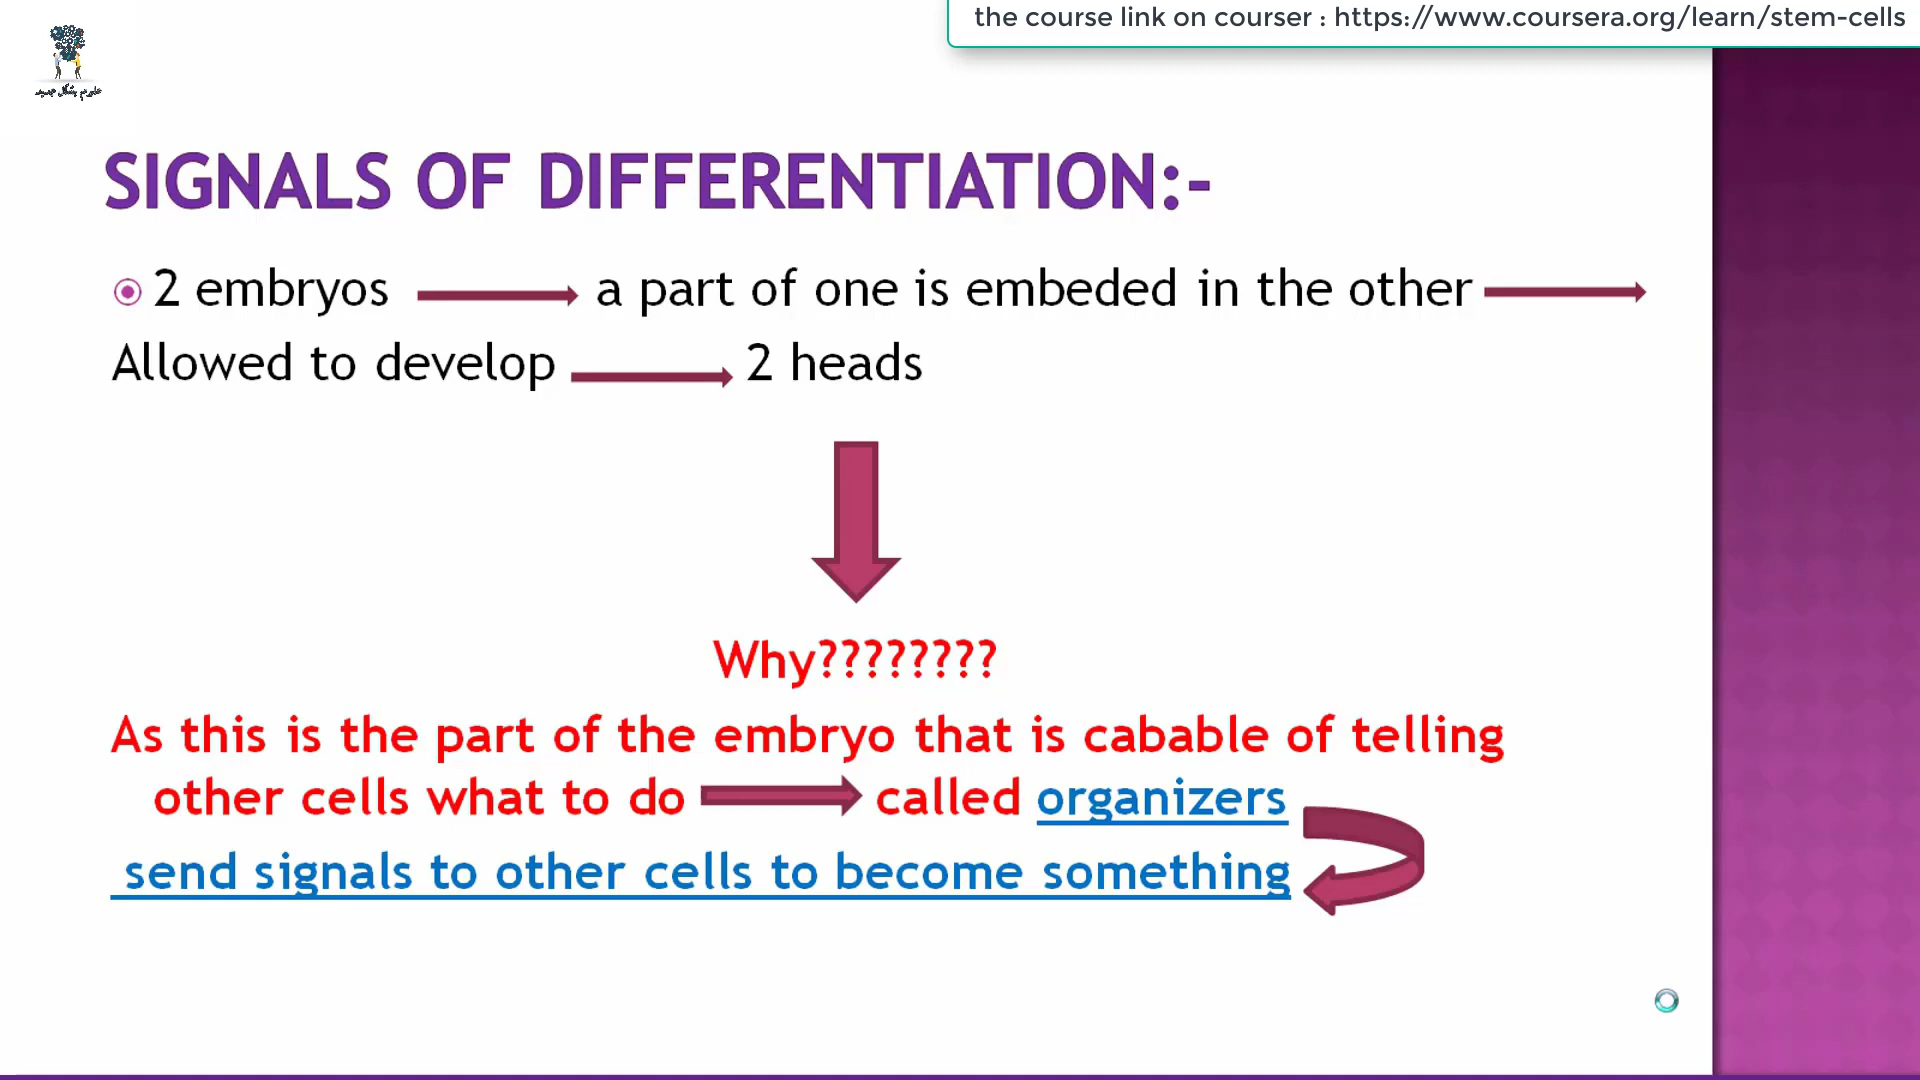 the course link on courser : https://www.coursera.org/learn/stem-cells
علوم بشكل جديد
SIGNALS OF DIFFERENTIATION:-
2 embryos a part of one is embeded in the other
Allowed to develop 2 heads
Why????????
As this is the part of the embryo that is cabable of telling
other cells what to do called organizers
send signals to other cells to become something